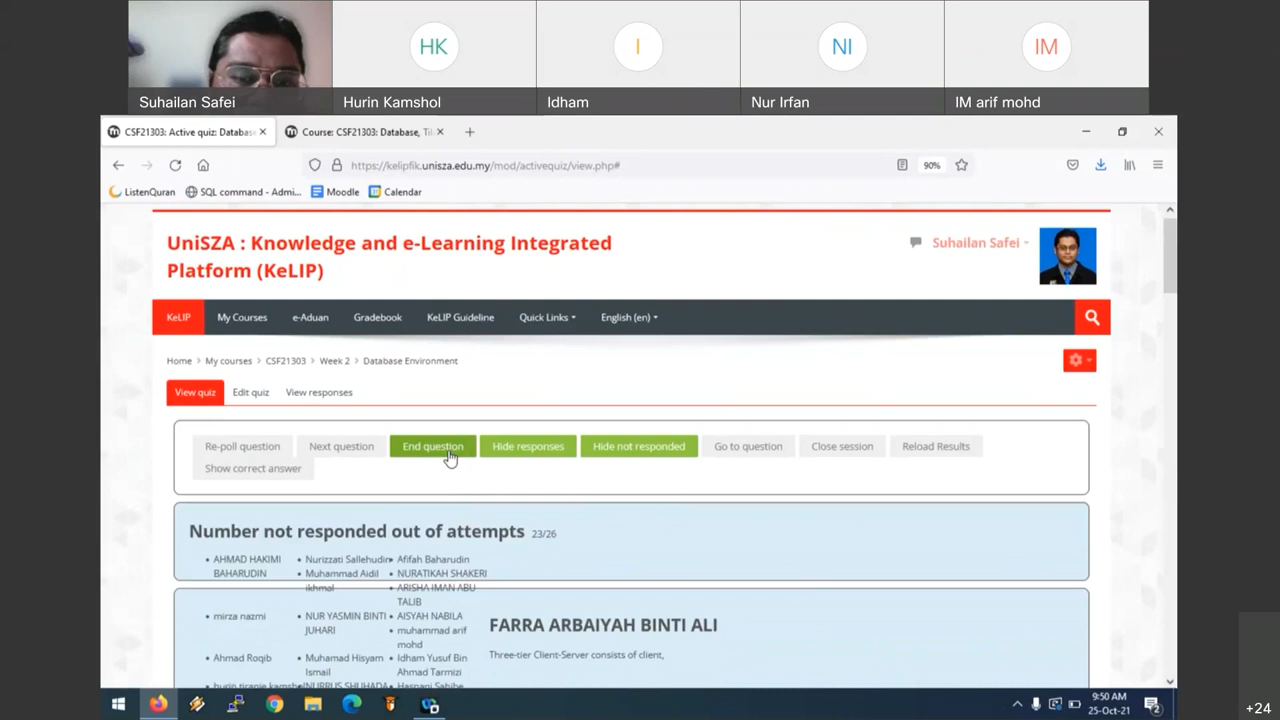 HK
I
NI
IM
Suhailan Safei
Hurin Kamshol
Idham
Nur Irfan
IM arif mohd
CSF21303: Active quiz: Databas
Course: CSF21303: Database, Ti
https://kelipfik.unisza.edu.my/mod/activequiz/view.php#
90%
ListenQuran
SQL command - Admi...
Moodle
Calendar
UniSZA : Knowledge and e-Learning Integrated
Platform (KeLIP)
Suhailan Safei
KeLIP
My Courses
e-Aduan
Gradebook
KeLIP Guideline
Quick Links
English (en)
Home > My courses > CSF21303 > Week 2 > Database Environment
View quiz
Edit quiz
View responses
Re-poll question
Next question
End question
Hide responses
Hide not responded
Go to question
Close session
Reload Results
Show correct answer
Number not responded out of attempts 23/26
• AHMAD HAKIMI
BAHARUDIN
• mirza nazmi
• Ahmad Roqib
• Nurizzati Sallehudin
• Muhammad Aidil
ikhmal
• NUR YASMIN BINTI
JUHARI
• Muhamad Hisyam
Ismail
• NURRUS SHUHADA
• Afifah Baharudin
• NURATIKAH SHAKERI
• ARISHA IMAN ABU
TALIB
• AISYAH NABILA
• muhammad arif
mohd
• Idham Yusuf Bin
Ahmad Tarmizi
FARRA ARBAIYAH BINTI ALI
Three-tier Client-Server consists of client,
9:50 AM
25-Oct-21
2
+24